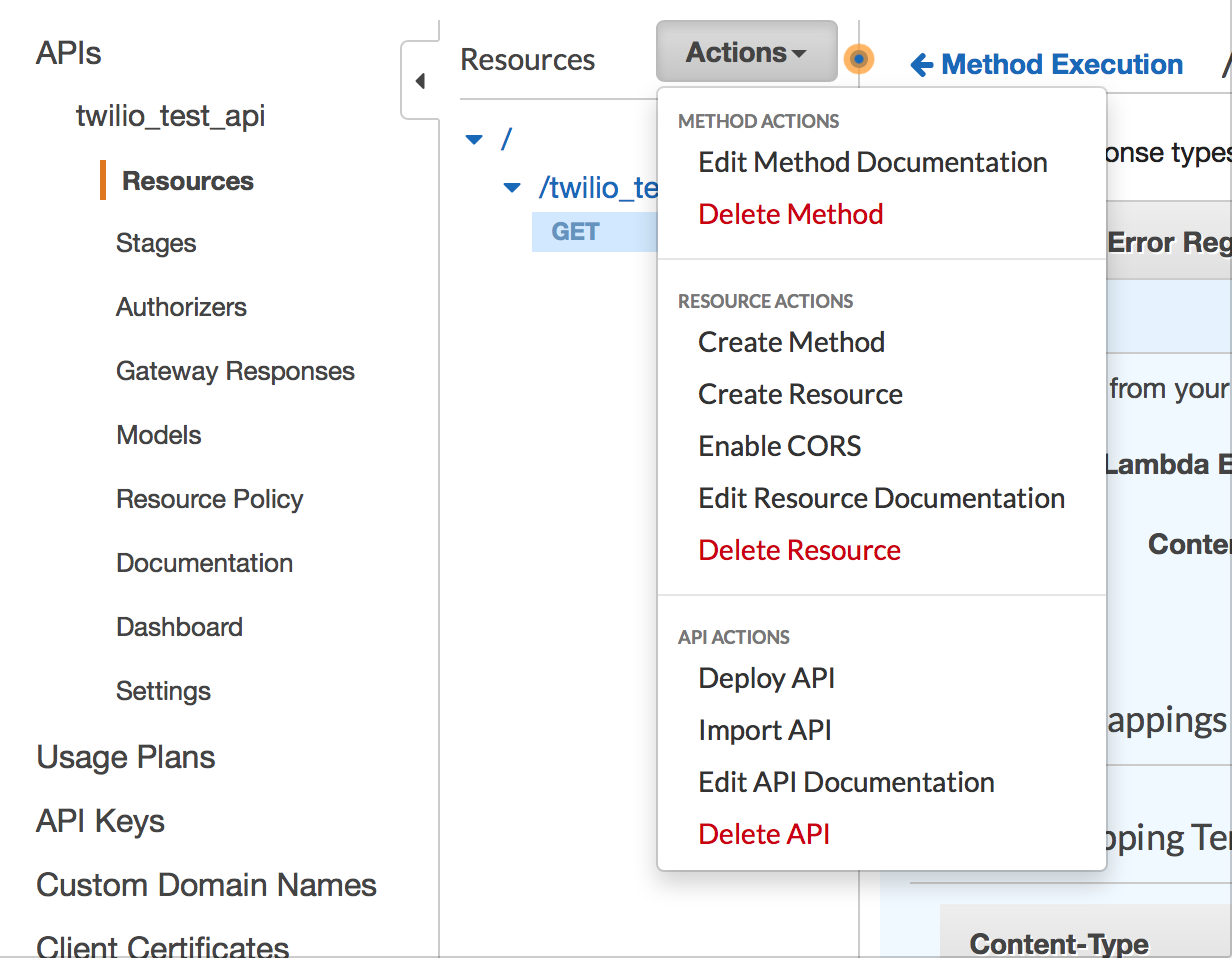 APIs
twilio_test_api
Resources
Stages
Authorizers
Gateway Responses
Models
Resource Policy
Documentation
Dashboard
Settings
Usage Plans
API Keys
Custom Domain Names
Client Certificates
Resources
Actions
/
/twilio_te
GET
METHOD ACTIONS
Edit Method Documentation
Delete Method
RESOURCE ACTIONS
Create Method
Create Resource
Enable CORS
Edit Resource Documentation
Delete Resource
API ACTIONS
Deploy API
Import API
Edit API Documentation
Delete API
Method Execution /
onse types
Error Reg
from your
Lambda E
Conte
appings
pping Te
Content-Type